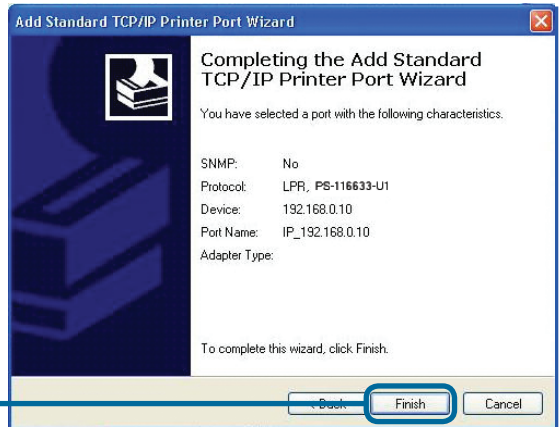 Add Standard TCP/IP Printer Port Wizard
Completing the Add Standard
TCP/IP Printer Port Wizard
You have selected a port with the following characteristics.
SNMP: No
Protocol: LPR, PS-116633-U1
Device: 192.168.0.10
Port Name: IP_192.168.0.10
Adapter Type:
To complete this wizard, click Finish.
< Back Finish Cancel